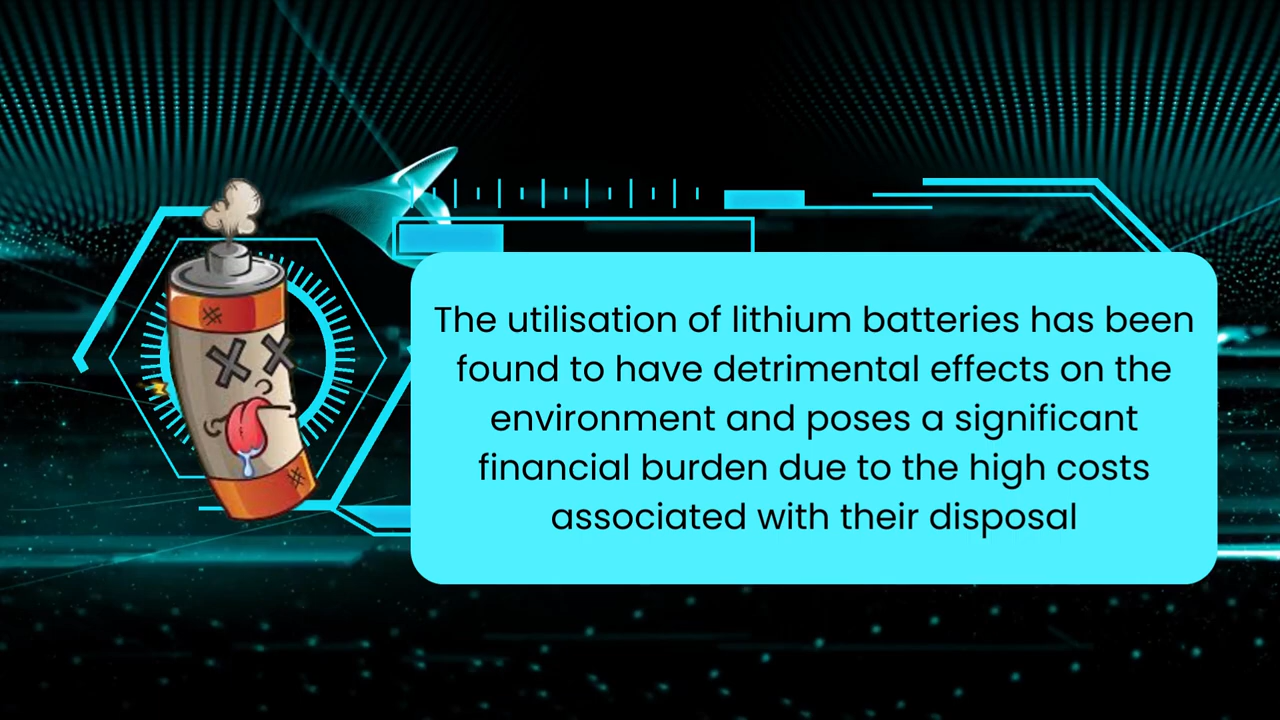 The utilisation of lithium batteries has been
found to have detrimental effects on the
environment and poses a significant
financial burden due to the high costs
associated with their disposal